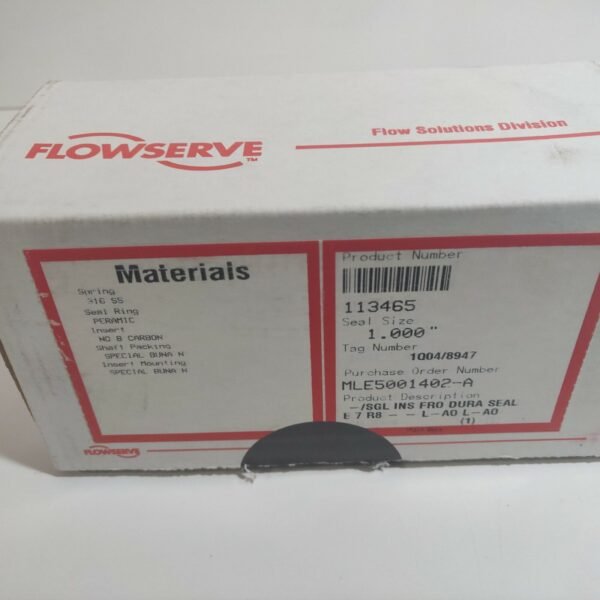 FLOWSERVE™
Flow Solutions Division
Materials
Spring
316 SS
Seal Ring
PERAMIC
Insert
NO 8 CARBON
Shaft Packing
SPECIAL BUNA N
Insert Mounting
SPECIAL BUNA N
Product Number
113465
Seal Size
1.000"
Tag Number
1004/8947
Purchase Order Number
MLE5001402-A
Product Description
-/SGL INS FRO DURA SEAL
E 7 R8 - - L-AO L-AO
(1)
FLOWSERVE